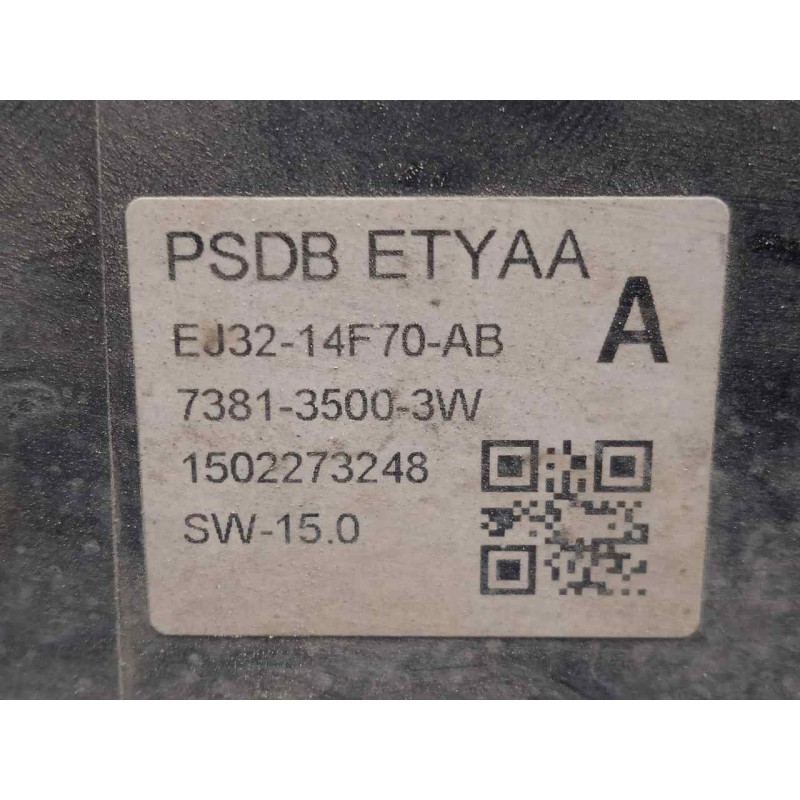 PSDB ETYAA
A
EJ32-14F70-AB
7381-3500-3W
1502273248
SW-15.0